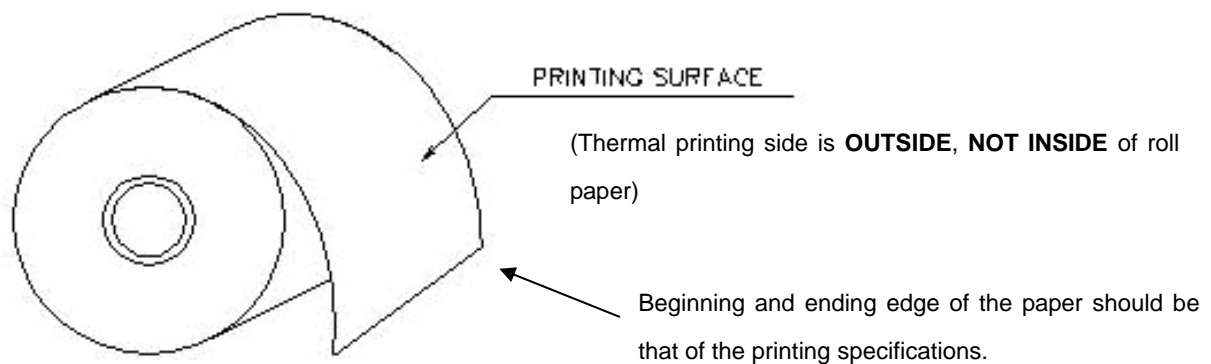 PRINTING SURFACE
(Thermal printing side is OUTSIDE, NOT INSIDE of roll
paper)
Beginning and ending edge of the paper should be
that of the printing specifications.